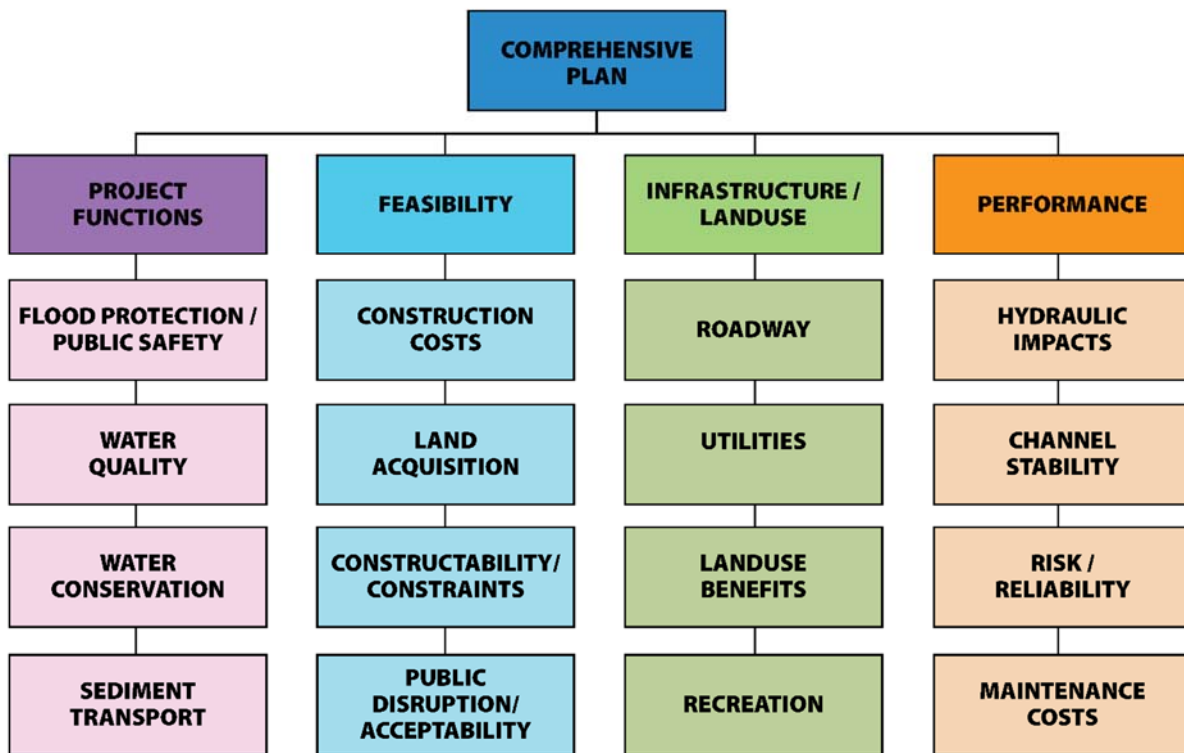 COMPREHENSIVE
PLAN
PROJECT
FUNCTIONS
FEASIBILITY
INFRASTRUCTURE /
LANDUSE
PERFORMANCE
FLOOD PROTECTION /
PUBLIC SAFETY
CONSTRUCTION
COSTS
ROADWAY
HYDRAULIC
IMPACTS
WATER
QUALITY
LAND
ACQUISITION
UTILITIES
CHANNEL
STABILITY
WATER
CONSERVATION
CONSTRUCTABILITY/
CONSTRAINTS
LANDUSE
BENEFITS
RISK /
RELIABILITY
SEDIMENT
TRANSPORT
PUBLIC
DISRUPTION/
ACCEPTABILITY
RECREATION
MAINTENANCE
COSTS